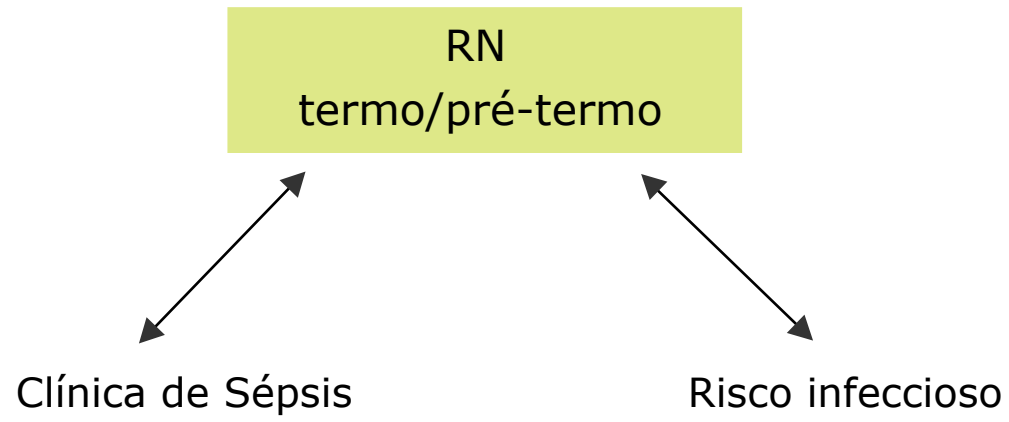 RN
termo/pré-termo
Clínica de Sépsis
Risco infeccioso